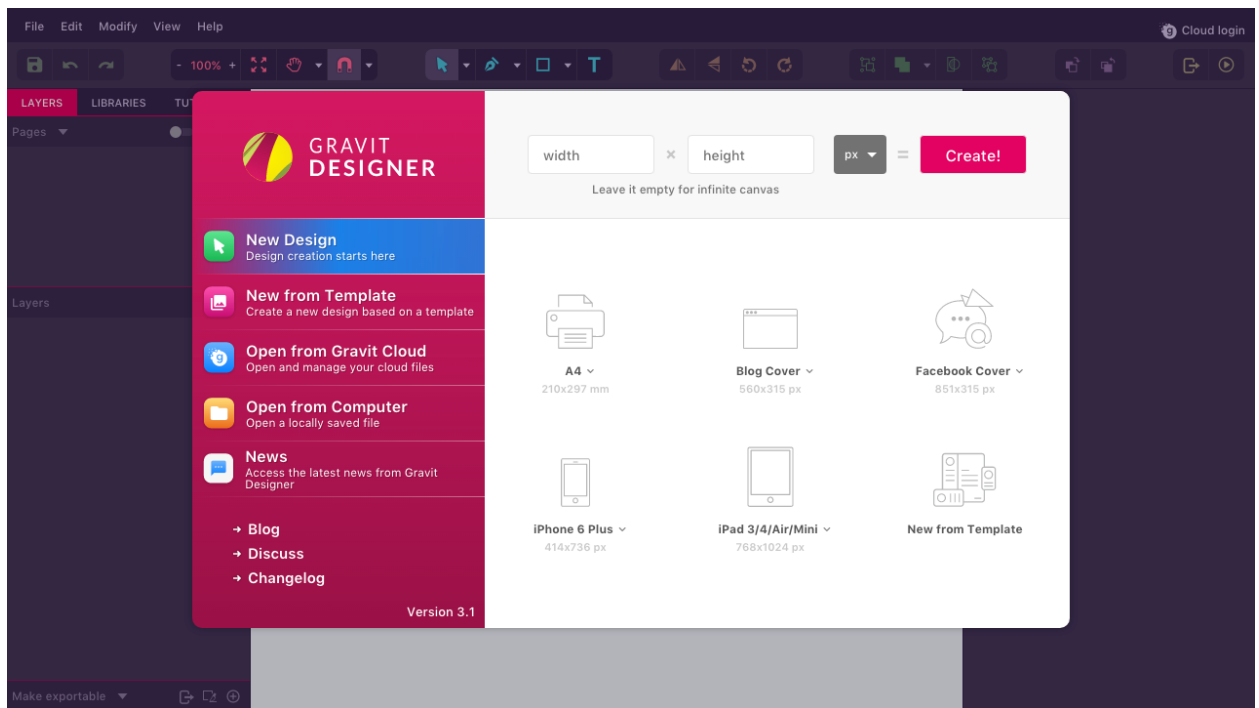 File Edit Modify View Help
Cloud login
- 100% +
LAYERS LIBRARIES
Pages
Layers
Make exportable
GRAVIT
DESIGNER
New Design
Design creation starts here
New from Template
Create a new design based on a template
Open from Gravit Cloud
Open and manage your cloud files
Open from Computer
Open a locally saved file
News
Access the latest news from Gravit
Designer
→ Blog
→ Discuss
→ Changelog
Version 3.1
width × height px = Create!
Leave it empty for infinite canvas
A4
210x297 mm
Blog Cover
560x315 px
Facebook Cover
851x315 px
iPhone 6 Plus
414x736 px
iPad 3/4/Air/Mini
768x1024 px
New from Template